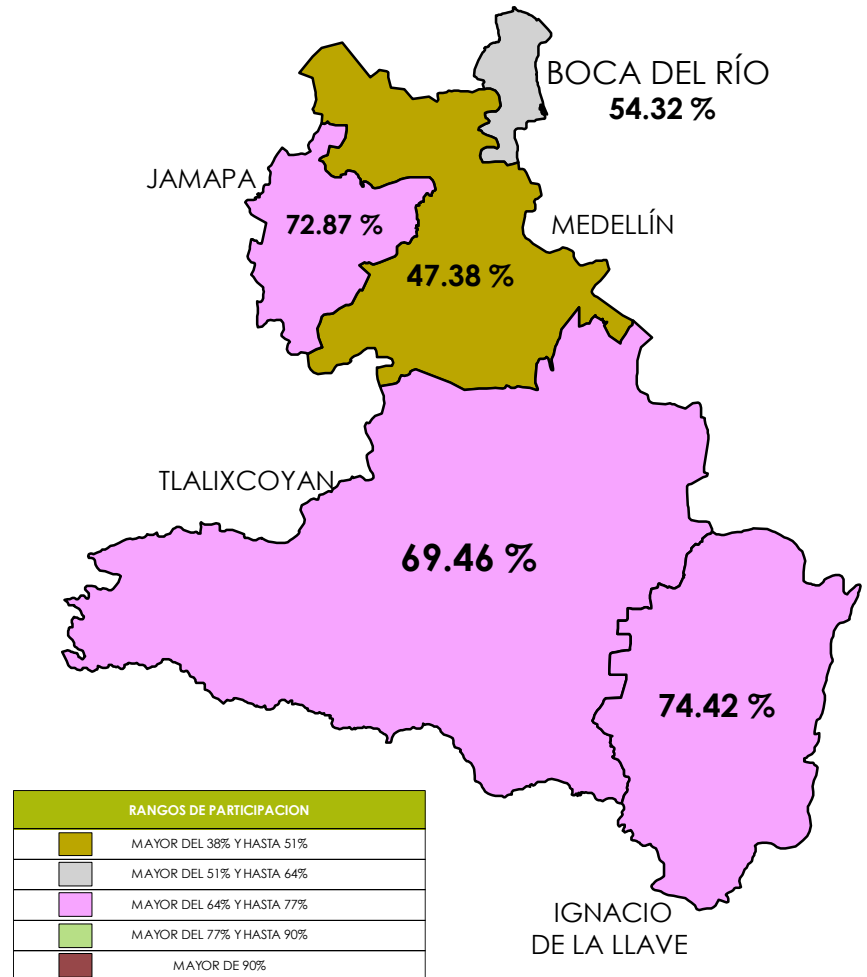 BOCA DEL RÍO
54.32 %
JAMAPA
72.87 %
MEDELLÍN
47.38 %
TLALIXCOYAN
69.46 %
74.42 %
IGNACIO
DE LA LLAVE
RANGOS DE PARTICIPACION
MAYOR DEL 38% Y HASTA 51%
MAYOR DEL 51% Y HASTA 64%
MAYOR DEL 64% Y HASTA 77%
MAYOR DEL 77% Y HASTA 90%
MAYOR DE 90%